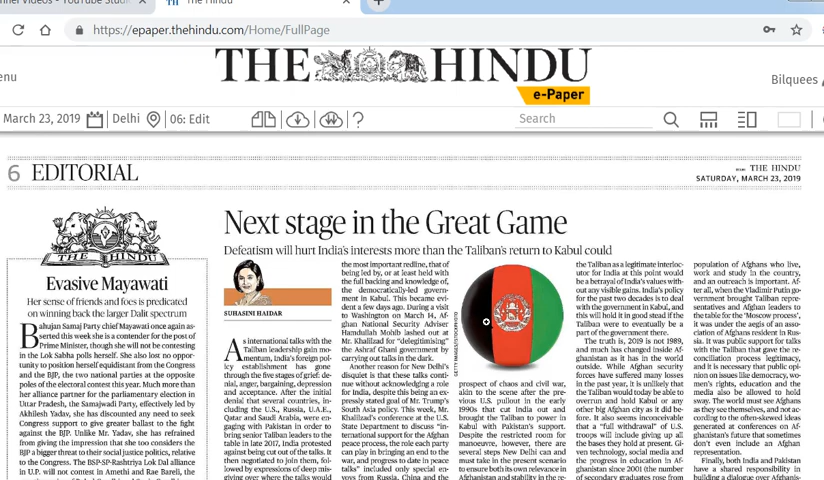 nnel videos - YouTube Stud
The Hindu
https://epaper.thehindu.com/Home/FullPage
THE HINDU
e-Paper
enu
Bilquees
March 23, 2019
Delhi
06: Edit
Search
6 EDITORIAL
THE HINDU
SATURDAY, MARCH 23, 2019
THE HINDU
Evasive Mayawati
Her sense of friends and foes is predicated
on winning back the larger Dalit spectrum
Bahujan Samaj Party chief Mayawati once again as-
serted this week she is a contender for the post of
Prime Minister, though she will not be contesting
in the Lok Sabha polls herself. She also lost no oppor-
tunity to position herself equidistant from the Congress
and the BJP, the two national parties at the opposite
poles of the electoral contest this year. Much more than
her alliance partner for the parliamentary election in
Uttar Pradesh, the Samajwadi Party, effectively led by
Akhilesh Yadav, she has discounted any need to seek
Congress support to give greater ballast to the fight
against the BJP. Unlike Mr. Yadav, she has refrained
from giving the impression that she too considers the
BJP a bigger threat to their social justice politics, relative
to the Congress. The BSP-SP-Rashtriya Lok Dal alliance
in U.P. will not contest in Amethi and Rae Bareli, the
Next stage in the Great Game
Defeatism will hurt India's interests more than the Taliban's return to Kabul could
SUHASINI HAIDAR
As international talks with the
Taliban leadership gain mo-
mentum, India's foreign pol-
icy establishment has gone
through the five stages of grief: de-
nial, anger, bargaining, depression
and acceptance. After the initial
denial that several countries, in-
cluding the U.S., Russia, U.A.E.,
Qatar and Saudi Arabia, were en-
gaging with Pakistan in order to
bring senior Taliban leaders to the
table in late 2017, India protested
against being cut out of the talks. It
then negotiated to join them, fol-
lowed by expressions of deep mis-
giving over where the talks would
the most important redline, that of
being led by, or at least held with
the full backing and knowledge of,
the democratically-led govern-
ment in Kabul. This became evi-
dent a few days ago. During a visit
to Washington on March 14, Af-
ghan National Security Adviser
Hamdullah Mohib lashed out at
Mr. Khalilzad for "delegitimising"
the Ashraf Ghani government by
carrying out talks in the dark.
Another reason for New Delhi's
disquiet is that these talks conti-
nue without acknowledging a role
for India, despite this being an ex-
pressly stated goal of Mr. Trump's
South Asia policy. This week, Mr.
Khalilzad's conference at the U.S.
State Department to discuss "in-
ternational support for the Afghan
peace process, the role each party
can play in bringing an end to the
war, and progress to date in peace
talks" included only special en-
voys from Russia, China and the
GETTY IMAGES/ISTOCKPHOTO
prospect of chaos and civil war,
akin to the scene after the pre-
vious U.S. pullout in the early
1990s that cut India out and
brought the Taliban to power in
Kabul with Pakistan's support.
Despite the restricted room for
manoeuvre, however, there are
several steps New Delhi can and
must take in the present scenario
to ensure both its own relevance in
Afghanistan and stability in the re-
the Taliban as a legitimate interloc-
utor for India at this point would
be a betrayal of India's values with-
out any visible gains. India's policy
for the past two decades is to deal
with the government in Kabul, and
this will hold it in good stead if the
Taliban were to eventually be a
part of the government there.
The truth is, 2019 is not 1989,
and much has changed inside Af-
ghanistan as it has in the world
outside. While Afghan security
forces have suffered many losses
in the past year, it is unlikely that
the Taliban would today be able to
overrun and hold Kabul or any
other big Afghan city as it did be-
fore. It also seems inconceivable
that a "full withdrawal" of U.S.
troops will include giving up all
the bases they hold at present. Gi-
ven technology, social media and
the progress in education in Af-
ghanistan since 2001 (the number
population of Afghans who live,
work and study in the country,
and an outreach is important. Af-
ter all, when the Vladimir Putin go-
vernment brought Taliban repre-
sentatives and Afghan leaders to
the table for the 'Moscow process',
it was under the aegis of an asso-
ciation of Afghans resident in Rus-
sia. It was public support for talks
with the Taliban that gave the re-
conciliation process legitimacy,
and it is necessary that public opi-
nion on issues like democracy, wo-
men's rights, education and the
media also be allowed to hold
sway. The world must see Afghans
as they see themselves, and not ac-
cording to the often-skewed ideas
generated at conferences on Af-
ghanistan's future that sometimes
don't even include an Afghan
representation.
Finally, both India and Pakistan
have a shared responsibility in
building a dialogue over Afghanis-